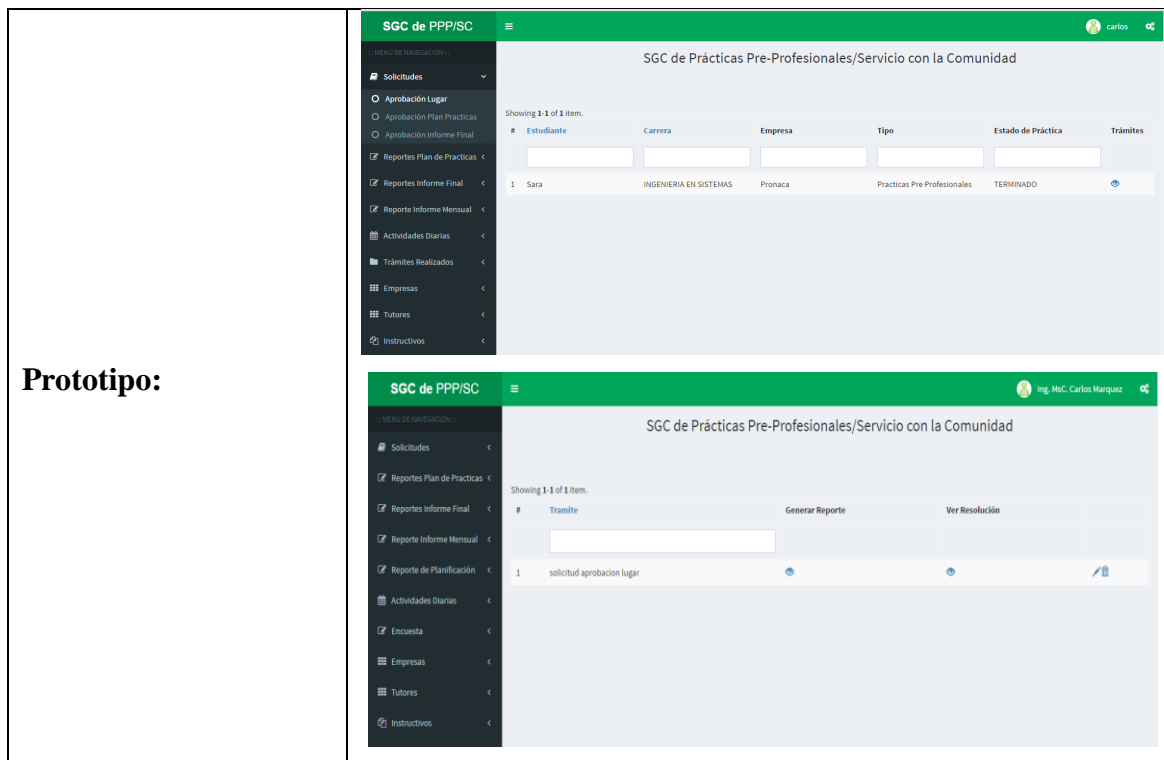 Prototipo:
SGC de PPP/SC
carlos
: : MENÚ DE NAVEGACIÓN : :
SGC de Prácticas Pre-Profesionales/Servicio con la Comunidad
Solicitudes
Aprobación Lugar
Aprobación Plan Practicas
Aprobación Informe Final
Reportes Plan de Practicas
Reportes Informe Final
Reporte Informe Mensual
Actividades Diarias
Trámites Realizados
Empresas
Tutores
Instructivos
Showing 1-1 of 1 item.
# Estudiante Carrera Empresa Tipo Estado de Práctica Trámites
1 Sara INGENIERIA EN SISTEMAS Pronaca Practicas Pre Profesionales TERMINADO
SGC de PPP/SC
Ing. MsC. Carlos Marquez
: : MENÚ DE NAVEGACIÓN : :
SGC de Prácticas Pre-Profesionales/Servicio con la Comunidad
Solicitudes
Reportes Plan de Practicas
Reportes Informe Final
Reporte Informe Mensual
Reporte de Planificación
Actividades Diarias
Encuesta
Empresas
Tutores
Instructivos
Showing 1-1 of 1 item.
# Tramite Generar Reporte Ver Resolución
1 solicitud aprobacion lugar